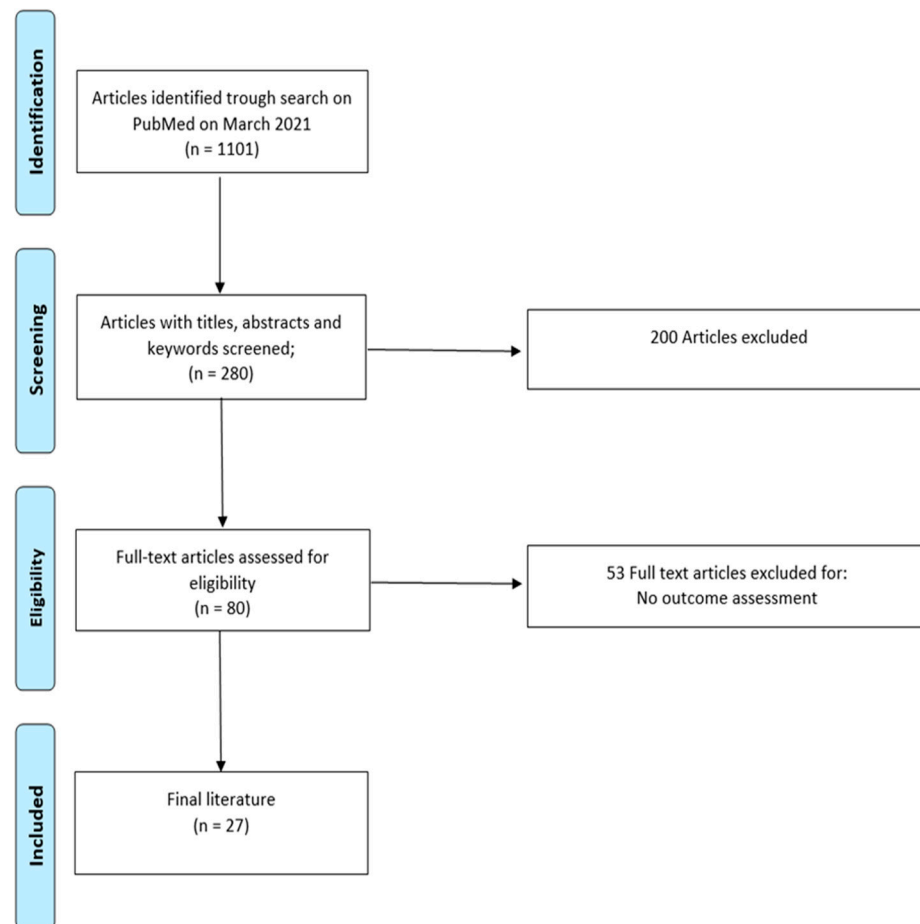 Identification
Articles identified trough search on
PubMed on March 2021
(n = 1101)
Screening
Articles with titles, abstracts and
keywords screened;
(n = 280)
200 Articles excluded
Eligibility
Full-text articles assessed for
eligibility
(n = 80)
53 Full text articles excluded for:
No outcome assessment
Included
Final literature
(n = 27)